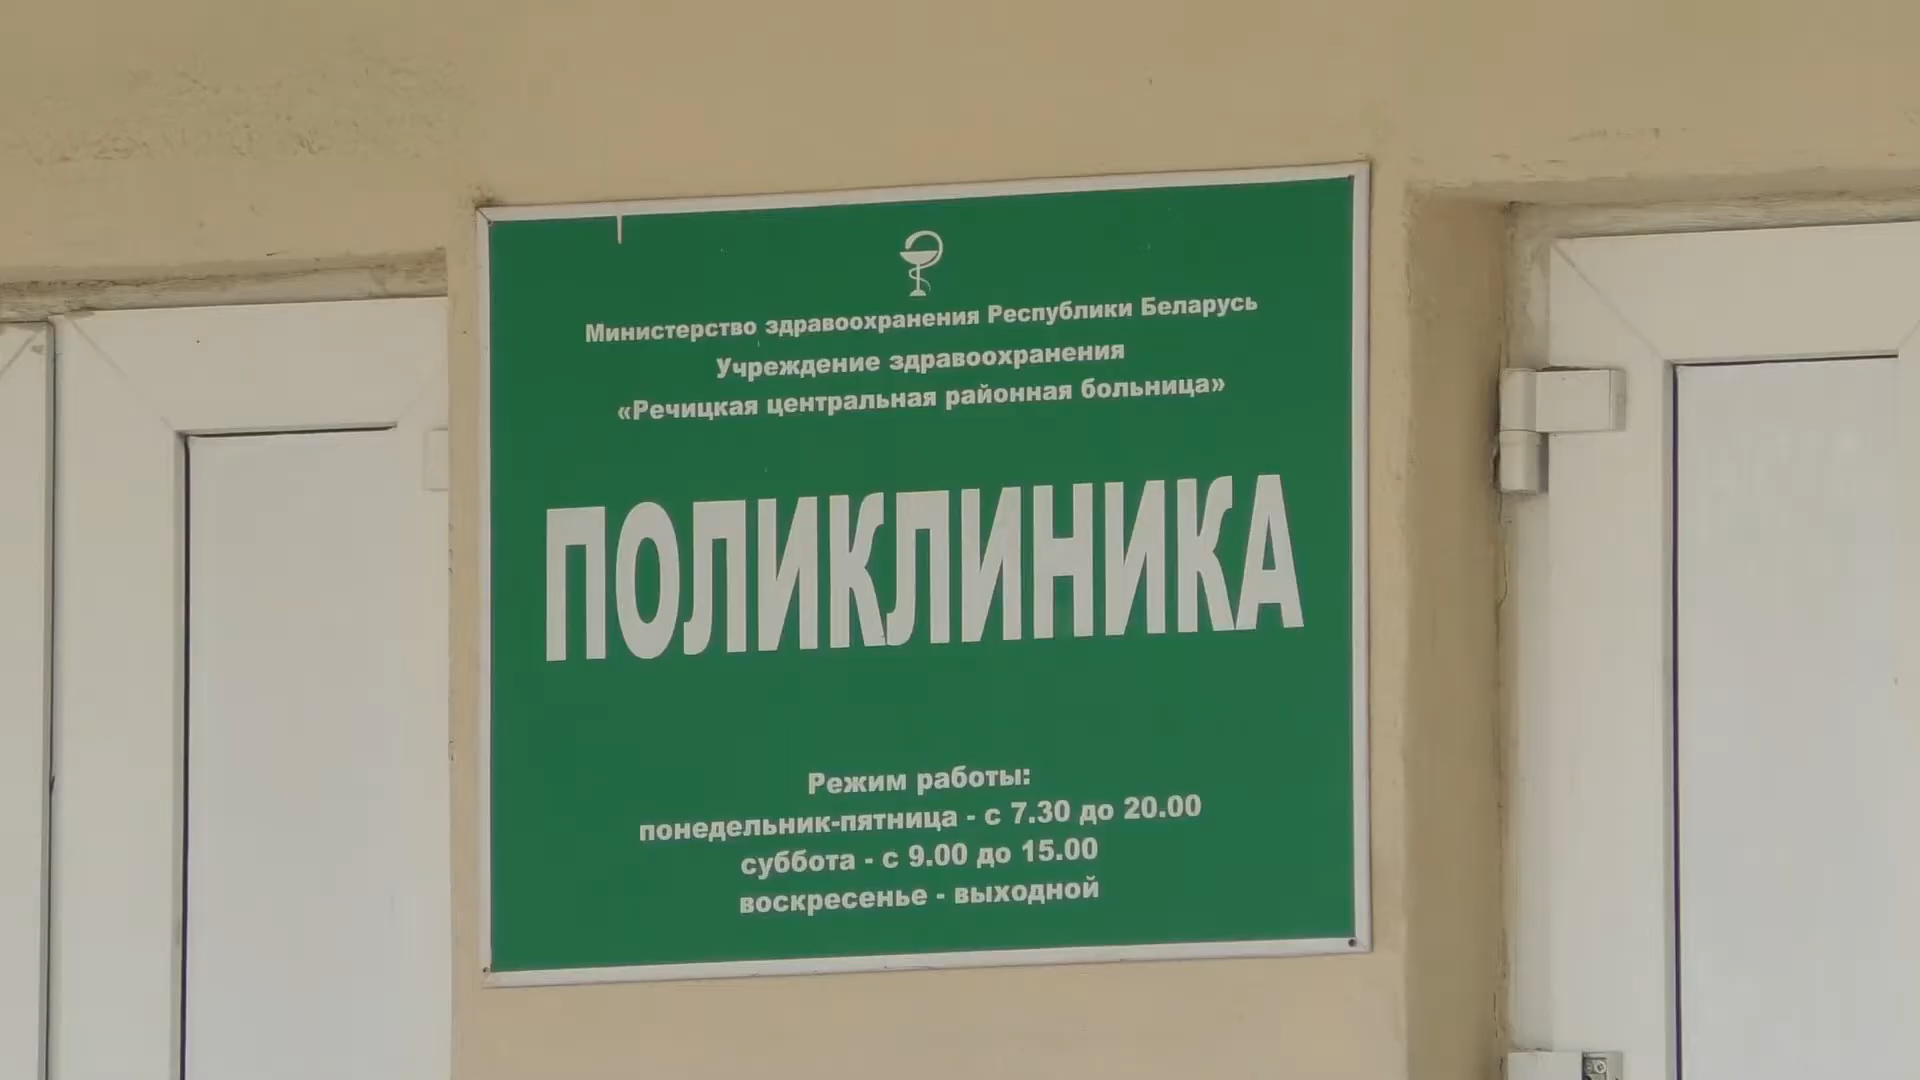 Министерство здравоохранения Республики Беларусь
Учреждение здравоохранения
«Речицкая центральная районная больница»
ПОЛИКЛИНИКА
Режим работы:
понедельник-пятница - с 7.30 до 20.00
суббота - с 9.00 до 15.00
воскресенье - выходной